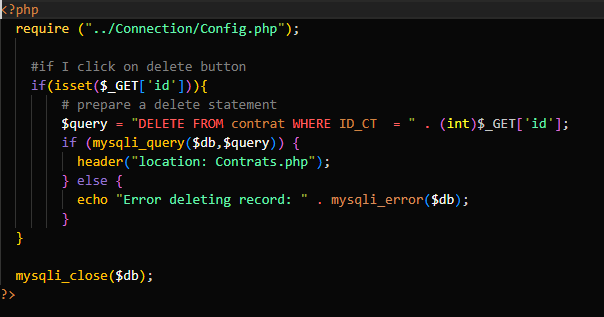 <?php
require ("../Connection/Config.php");
#if I click on delete button
if(isset($_GET['id'])){
# prepare a delete statement
$query = "DELETE FROM contrat WHERE ID_CT  = " . (int)$_GET['id'];
if (mysqli_query($db,$query)) {
header("location: Contrats.php");
} else {
echo "Error deleting record: " . mysqli_error($db);
}
}
mysqli_close($db);
?>